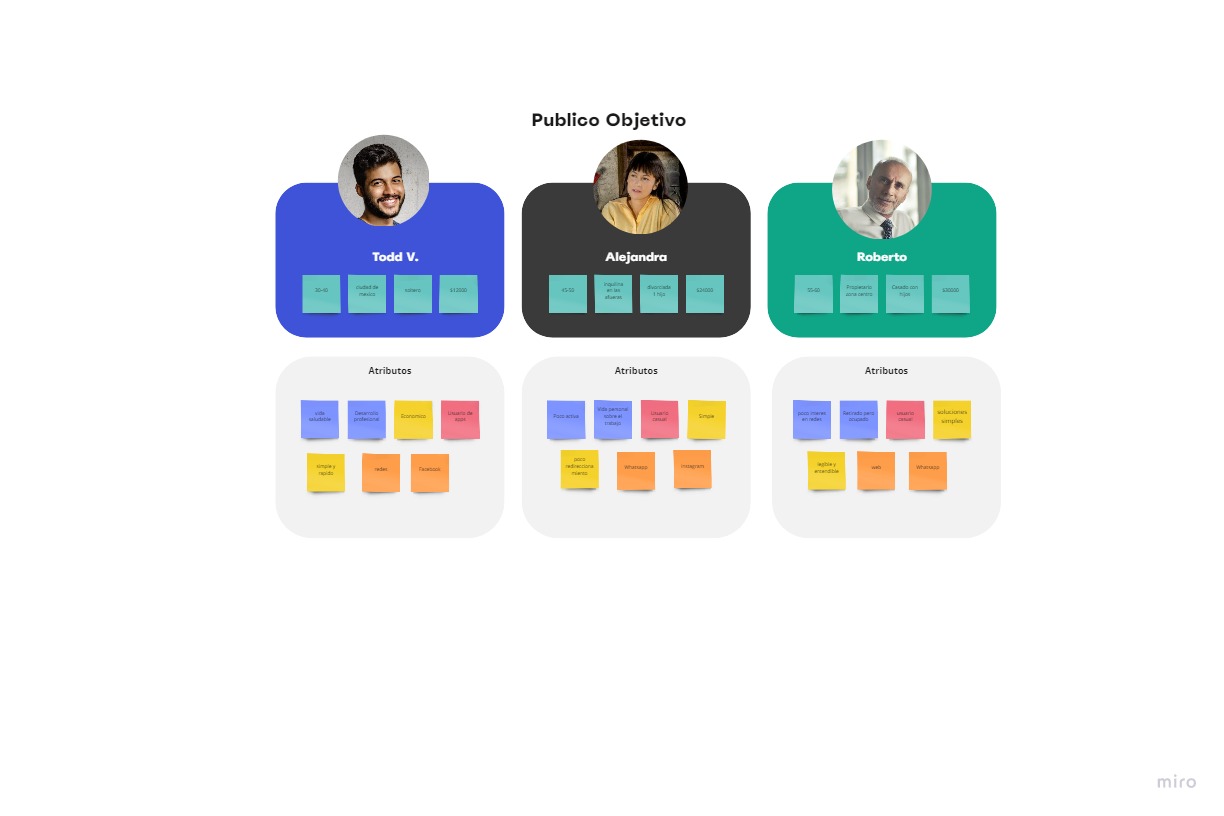 Publico Objetivo
Todd V.
30-40
ciudad de
mexico
soltero
$12000
Alejandra
45-50
inquilina
en las
afueras
divorciada
1 hijo
$24000
Roberto
55-60
Propietario
zona centro
Casado con
hijos
$30000
Atributos
vida
saludable
Desarrollo
profesional
Economico
Usuario de
apps
simple y
rapido
redes
Facebook
Atributos
Poco activa
Vida personal
sobre el
trabajo
Usuario
casual
Simple
poco
redirecciona
miento
Whatsapp
Instagram
Atributos
poco interes
en redes
Retirado pero
ocupado
usuario
casual
soluciones
simples
legible y
entendible
web
Whatsapp
miro